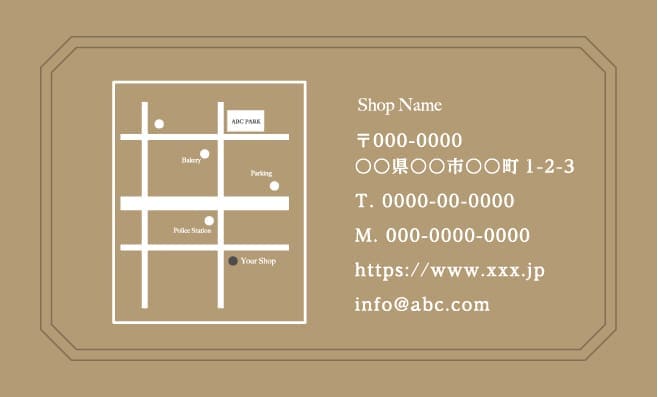 ABC PARK
Bakery
Parking
Police Station
Your Shop
Shop Name
〒000-0000
〇〇県〇〇市〇〇町 1-2-3
T. 0000-00-0000
M. 000-0000-0000
https://www.xxx.jp
info@abc.com